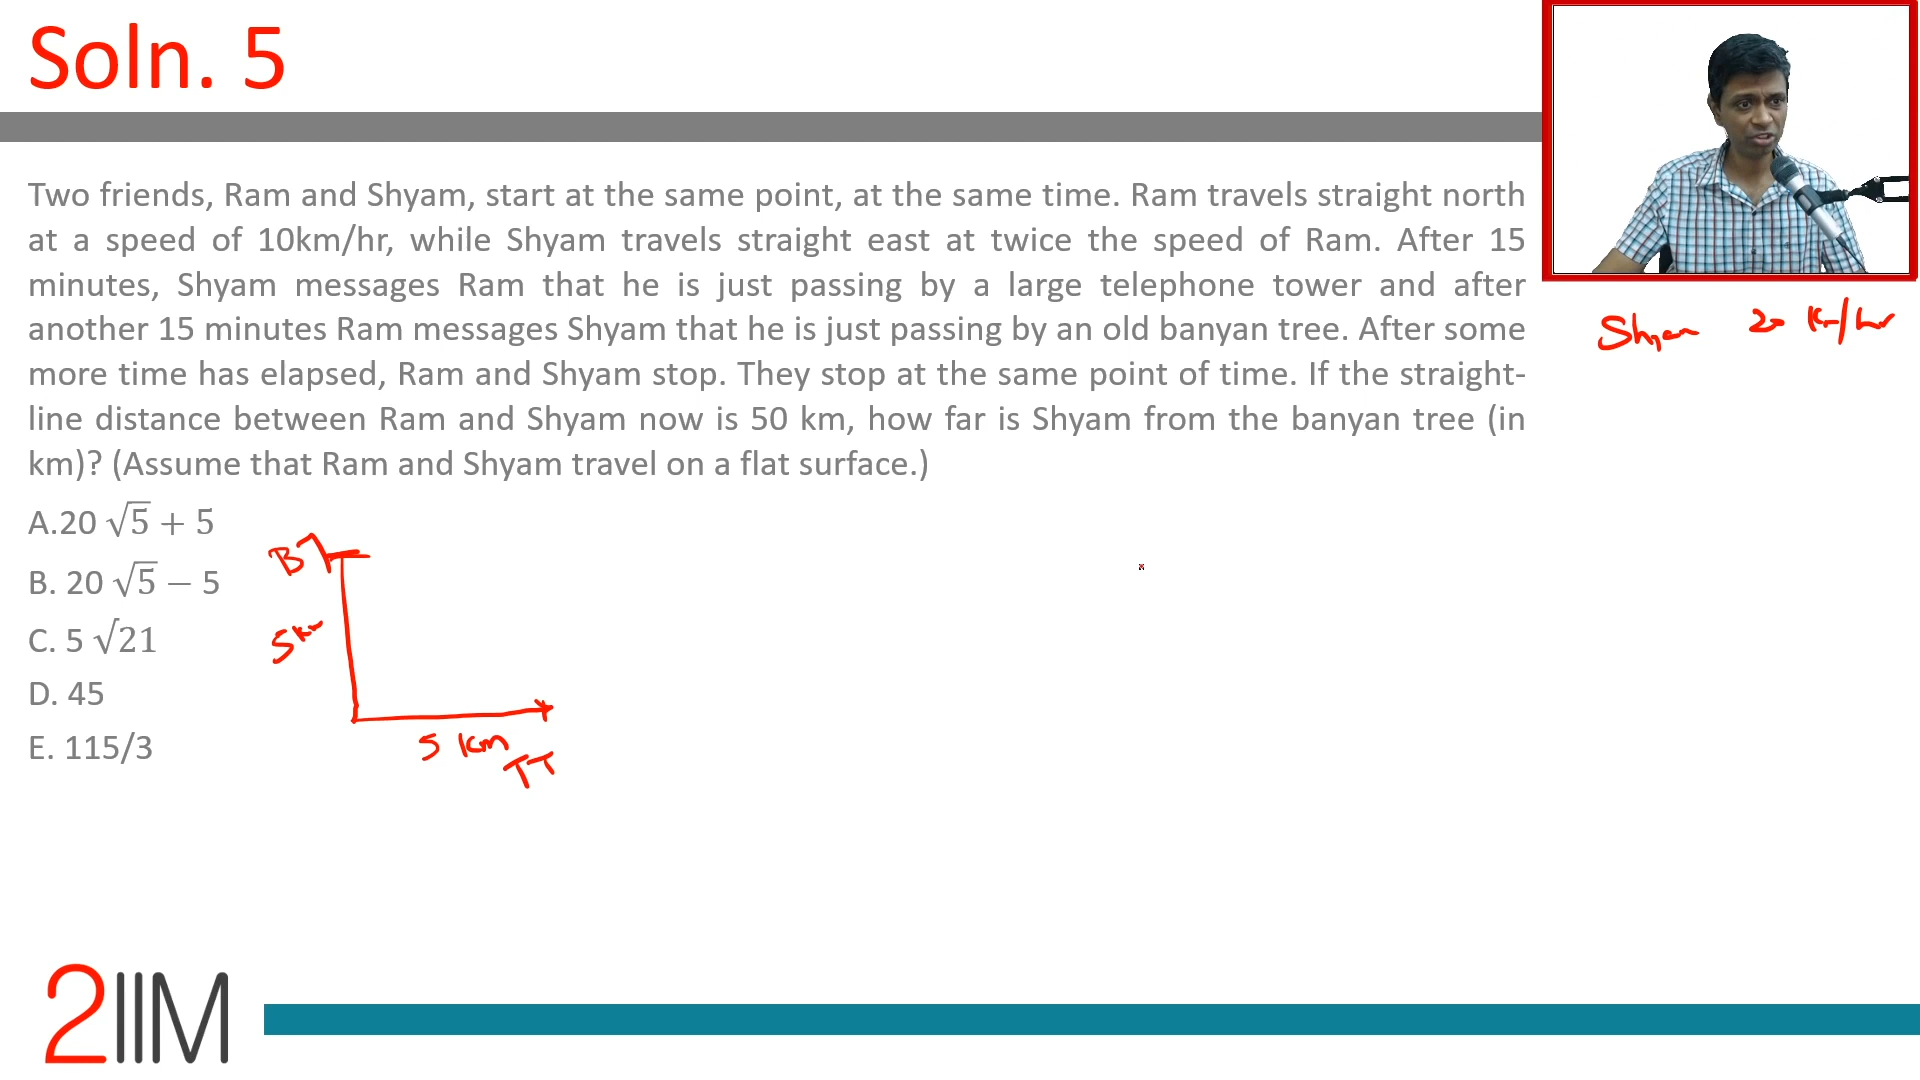 Soln. 5
Two friends, Ram and Shyam, start at the same point, at the same time. Ram travels straight north
at a speed of 10km/hr, while Shyam travels straight east at twice the speed of Ram. After 15
minutes, Shyam messages Ram that he is just passing by a large telephone tower and after
another 15 minutes Ram messages Shyam that he is just passing by an old banyan tree. After some
more time has elapsed, Ram and Shyam stop. They stop at the same point of time. If the straight-
line distance between Ram and Shyam now is 50 km, how far is Shyam from the banyan tree (in
km)? (Assume that Ram and Shyam travel on a flat surface.)
Shyam 20 Km/hr
A.20 √5 + 5
B. 20 √5 − 5
C. 5 √21
D. 45
E. 115/3
BT
5 km
5 km
TT
2IIM